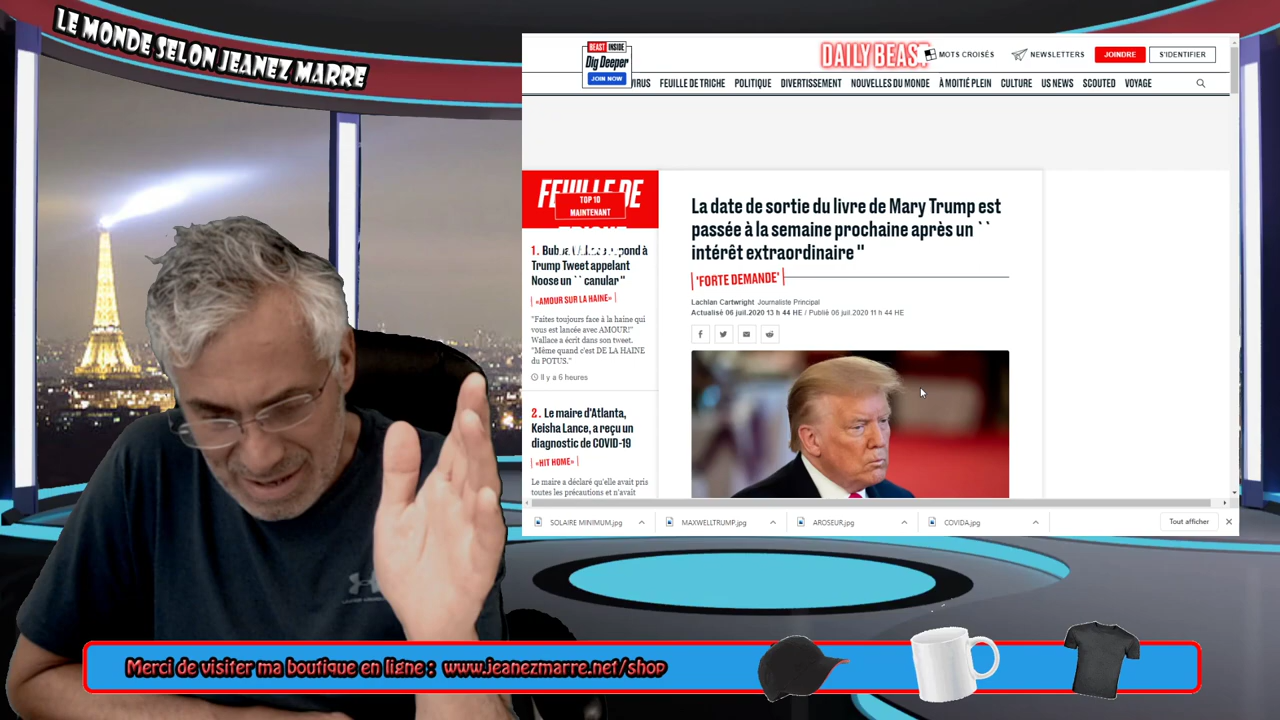 LE MONDE SELON JEANEZ MARRE
BEAST INSIDE
Dig Deeper
JOIN NOW
DAILY BEAST
MOTS CROISÉS
NEWSLETTERS
JOINDRE
S'IDENTIFIER
VIRUS FEUILLE DE TRICHE POLITIQUE DIVERTISSEMENT NOUVELLES DU MONDE À MOITIÉ PLEIN CULTURE US NEWS SCOUTED VOYAGE
FEUILLE DE
TOP 10
MAINTENANT
1. Bubba Wallace répond à
Trump Tweet appelant
Noose un `` canular ''
«AMOUR SUR LA HAINE»
"Faites toujours face à la haine qui
vous est lancée avec AMOUR!"
Wallace a écrit dans son tweet.
"Même quand c'est DE LA HAINE
du POTUS."
Il y a 6 heures
2. Le maire d'Atlanta,
Keisha Lance, a reçu un
diagnostic de COVID-19
«HIT HOME»
Le maire a déclaré qu'elle avait pris
toutes les précautions et n'avait
La date de sortie du livre de Mary Trump est
passée à la semaine prochaine après un ``
intérêt extraordinaire ''
'FORTE DEMANDE'
Lachlan Cartwright Journaliste Principal
Actualisé 06 juil.2020 13 h 44 HE / Publié 06 juil.2020 11 h 44 HE
SOLAIRE MINIMUM.jpg
MAXWELLTRUMP.jpg
AROSEUR.jpg
COVIDA.jpg
Tout afficher
Merci de visiter ma boutique en ligne : www.jeanezmarre.net/shop